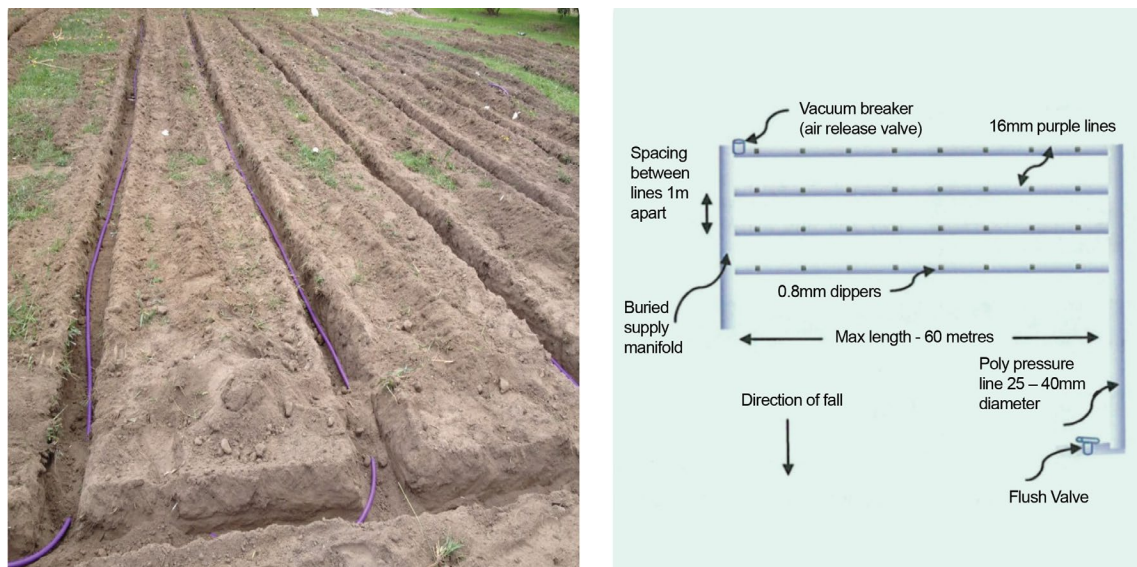 Vacuum breaker
(air release valve)
16mm purple lines
Spacing
between
lines 1m
apart
0.8mm dippers
Buried
supply
manifold
Max length - 60 metres
Poly pressure
line 25 – 40mm
diameter
Direction of fall
Flush Valve